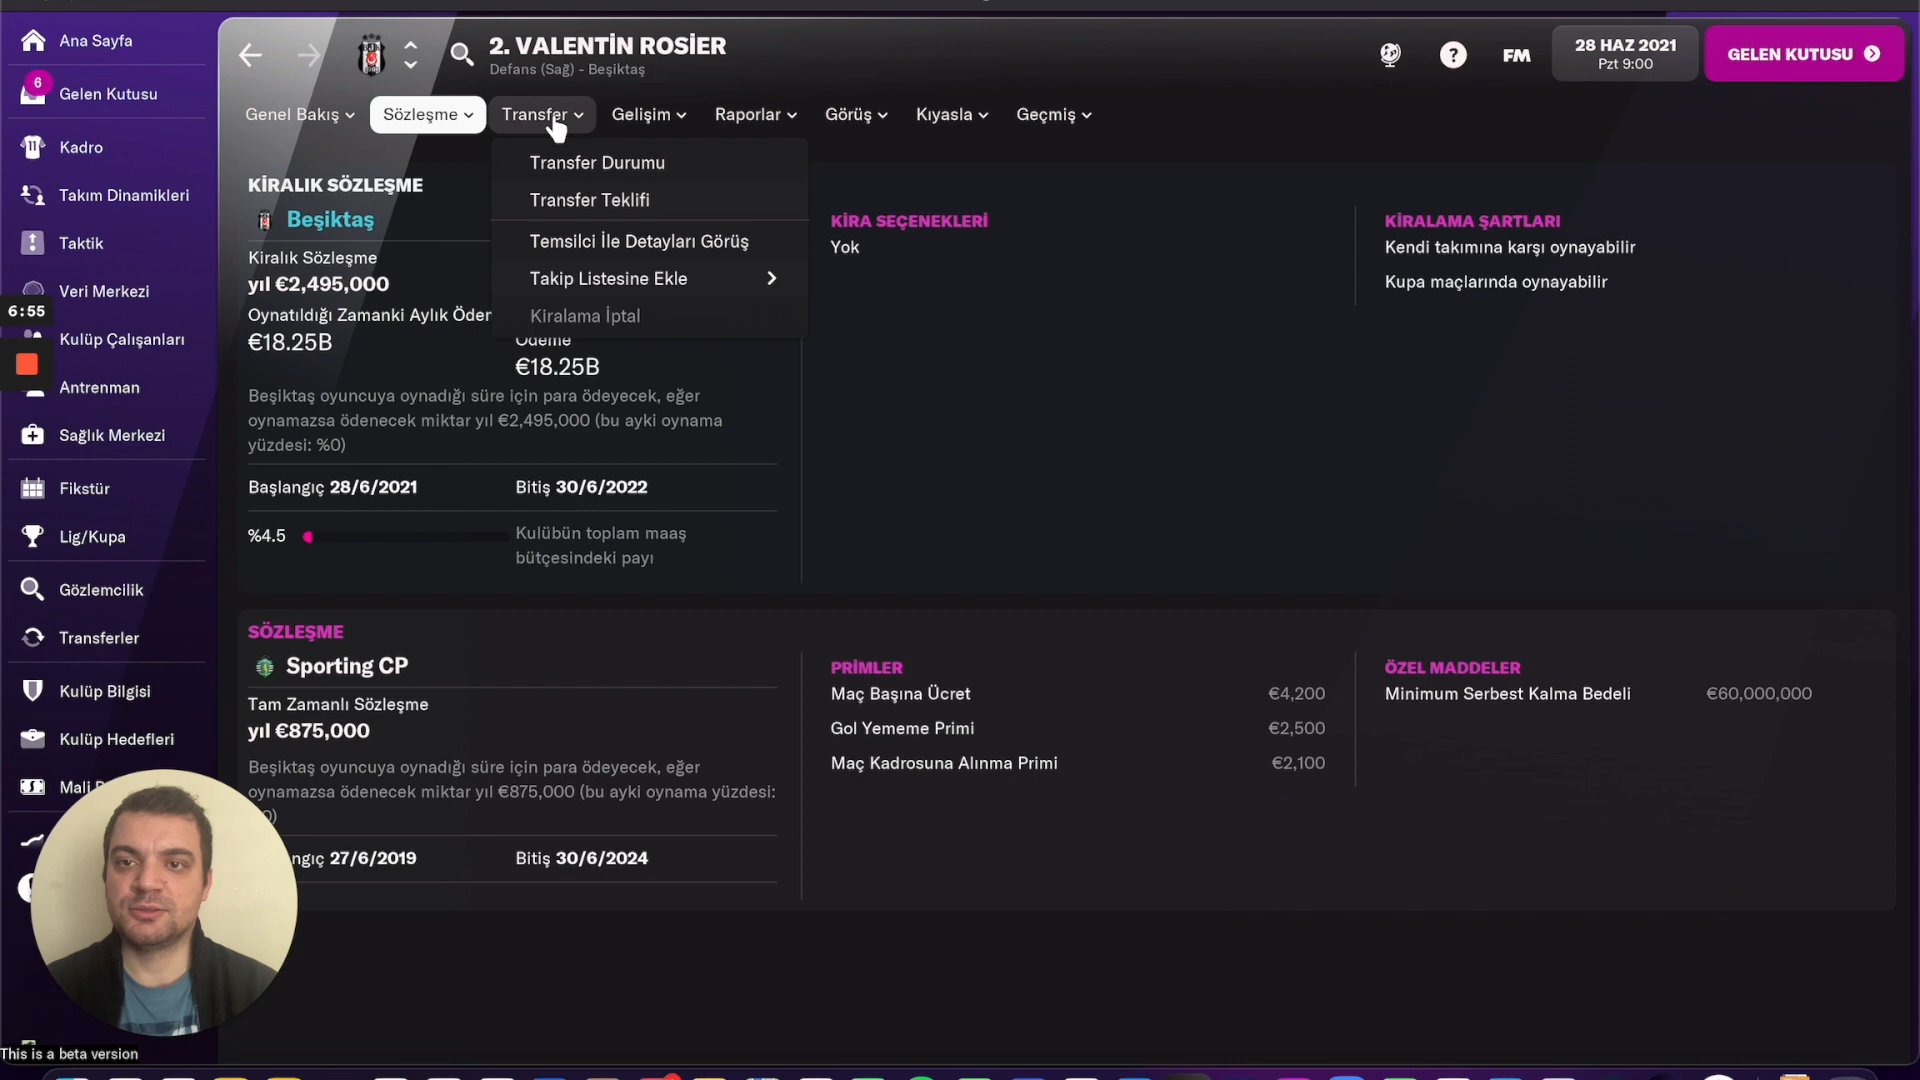 Ana Sayfa
6
Gelen Kutusu
Kadro
Takım Dinamikleri
Taktik
Veri Merkezi
6:55
Kulüp Çalışanları
Antrenman
Sağlık Merkezi
Fikstür
Lig/Kupa
Gözlemcilik
Transferler
Kulüp Bilgisi
Kulüp Hedefleri
Mali
This is a beta version
2. VALENTİN ROSİER
Defans (Sağ) - Beşiktaş
FM
28 HAZ 2021
Pzt 9:00
GELEN KUTUSU
Genel Bakış
Sözleşme
Transfer
Gelişim
Raporlar
Görüş
Kıyasla
Geçmiş
Transfer Durumu
Transfer Teklifi
Temsilci İle Detayları Görüş
Takip Listesine Ekle
Kiralama İptal
KİRALIK SÖZLEŞME
Beşiktaş
Kiralık Sözleşme
yıl €2,495,000
Oynatıldığı Zamanki Aylık Öder
€18.25B
Ödeme
€18.25B
Beşiktaş oyuncuya oynadığı süre için para ödeyecek, eğer
oynamazsa ödenecek miktar yıl €2,495,000 (bu ayki oynama
yüzdesi: %0)
Başlangıç 28/6/2021
Bitiş 30/6/2022
%4.5
Kulübün toplam maaş
bütçesindeki payı
KİRA SEÇENEKLERİ
Yok
KİRALAMA ŞARTLARI
Kendi takımına karşı oynayabilir
Kupa maçlarında oynayabilir
SÖZLEŞME
Sporting CP
Tam Zamanlı Sözleşme
yıl €875,000
Beşiktaş oyuncuya oynadığı süre için para ödeyecek, eğer
oynamazsa ödenecek miktar yıl €875,000 (bu ayki oynama yüzdesi:
0)
ngıç 27/6/2019
Bitiş 30/6/2024
PRİMLER
Maç Başına Ücret €4,200
Gol Yememe Primi €2,500
Maç Kadrosuna Alınma Primi €2,100
ÖZEL MADDELER
Minimum Serbest Kalma Bedeli €60,000,000